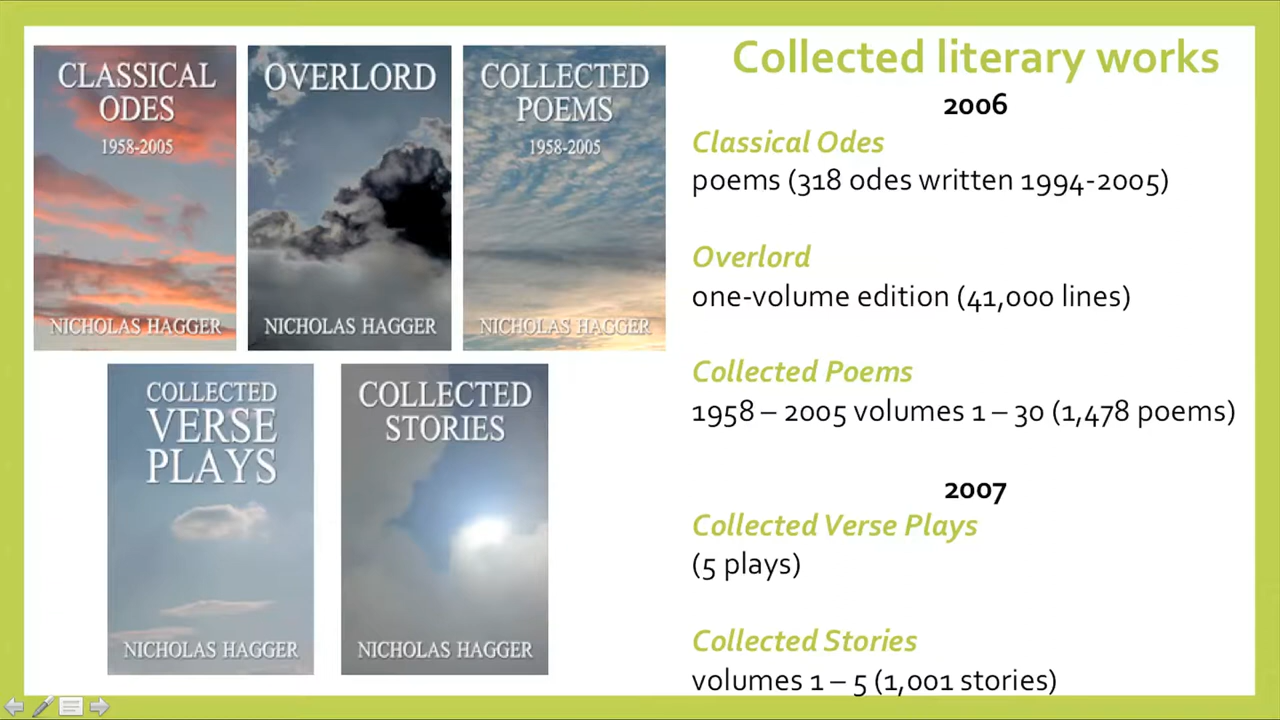 CLASSICAL
ODES
1958-2005
NICHOLAS HAGGER
OVERLORD
NICHOLAS HAGGER
COLLECTED
POEMS
1958-2005
NICHOLAS HAGGER
COLLECTED
VERSE
PLAYS
NICHOLAS HAGGER
COLLECTED
STORIES
NICHOLAS HAGGER
Collected literary works
2006
Classical Odes
poems (318 odes written 1994-2005)
Overlord
one-volume edition (41,000 lines)
Collected Poems
1958 – 2005 volumes 1 – 30 (1,478 poems)
2007
Collected Verse Plays
(5 plays)
Collected Stories
volumes 1 – 5 (1,001 stories)